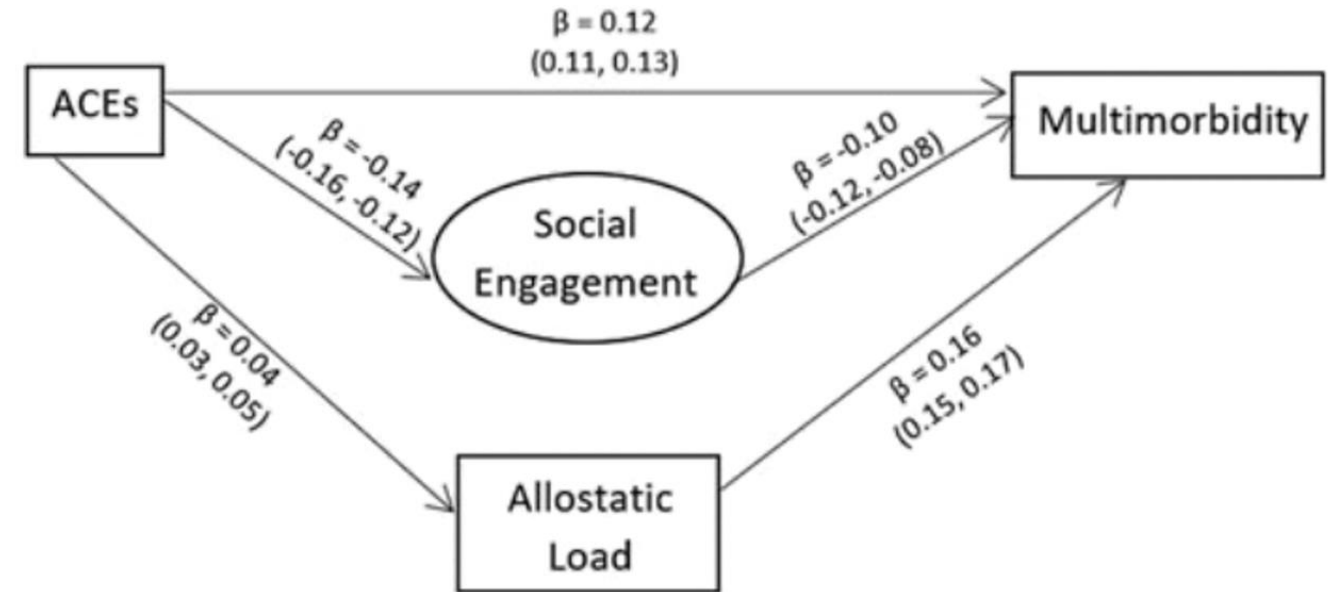 β = 0.12
(0.11, 0.13)
ACEs
Multimorbidity
β = -0.14
(-0.16, -0.12)
β = -0.10
(-0.12, -0.08)
Social
Engagement
β = 0.04
(0.03, 0.05)
β = 0.16
(0.15, 0.17)
Allostatic
Load